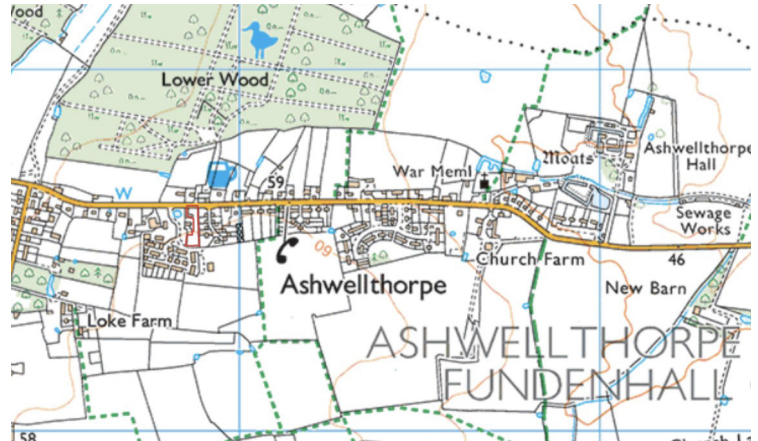 Wood
Lower Wood
59
War Meml
Moats
Ashwellthorpe
Hall
W
Sewage
Works
60
Church Farm
46
Ashwellthorpe
New Barn
Loke Farm
ASHWELLTHORPE
FUNDENHALL
58